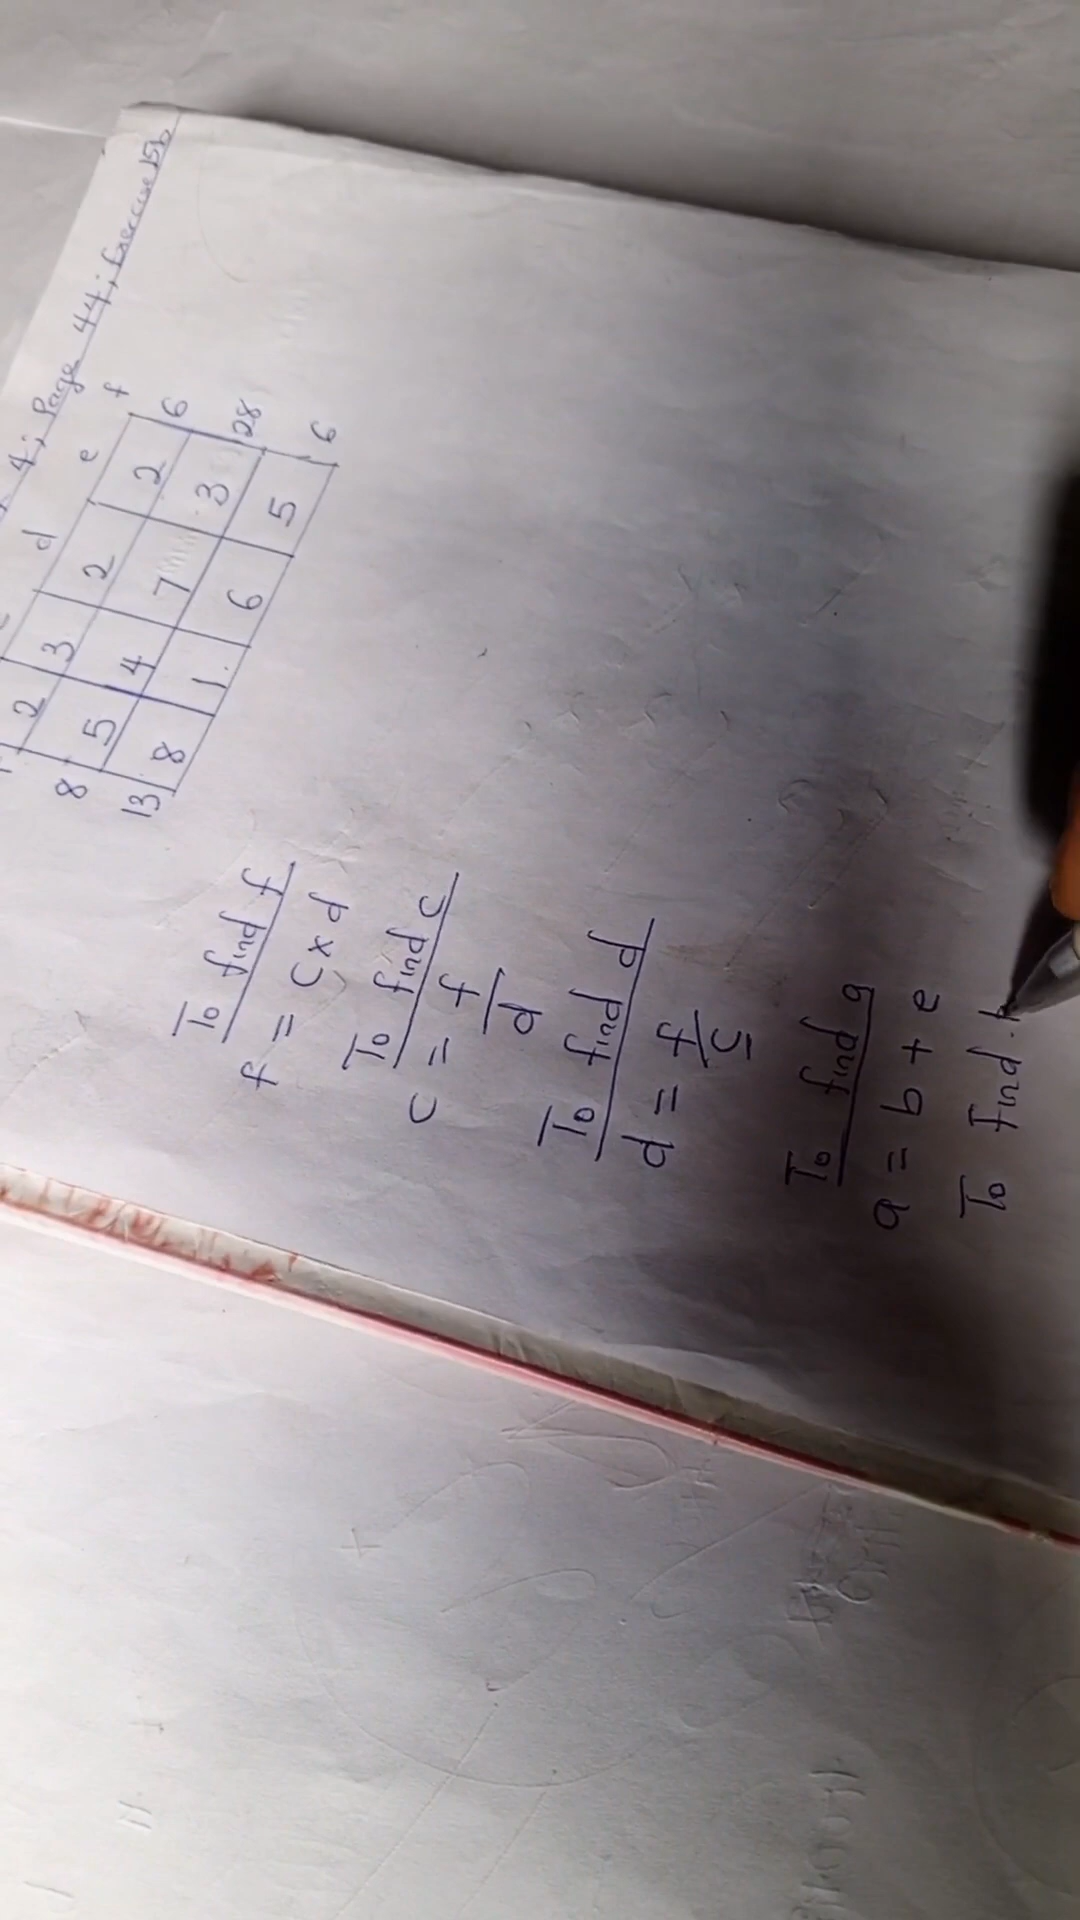 4; Page 44; Exercise 15b
d e f
2 3 2 2 6
8 5 4 7 3 28
13 8 1 6 5 6
To find f
f = c x d
To find c
c = f
d
To find d
d = f
c
To find a
a = b + e
To find